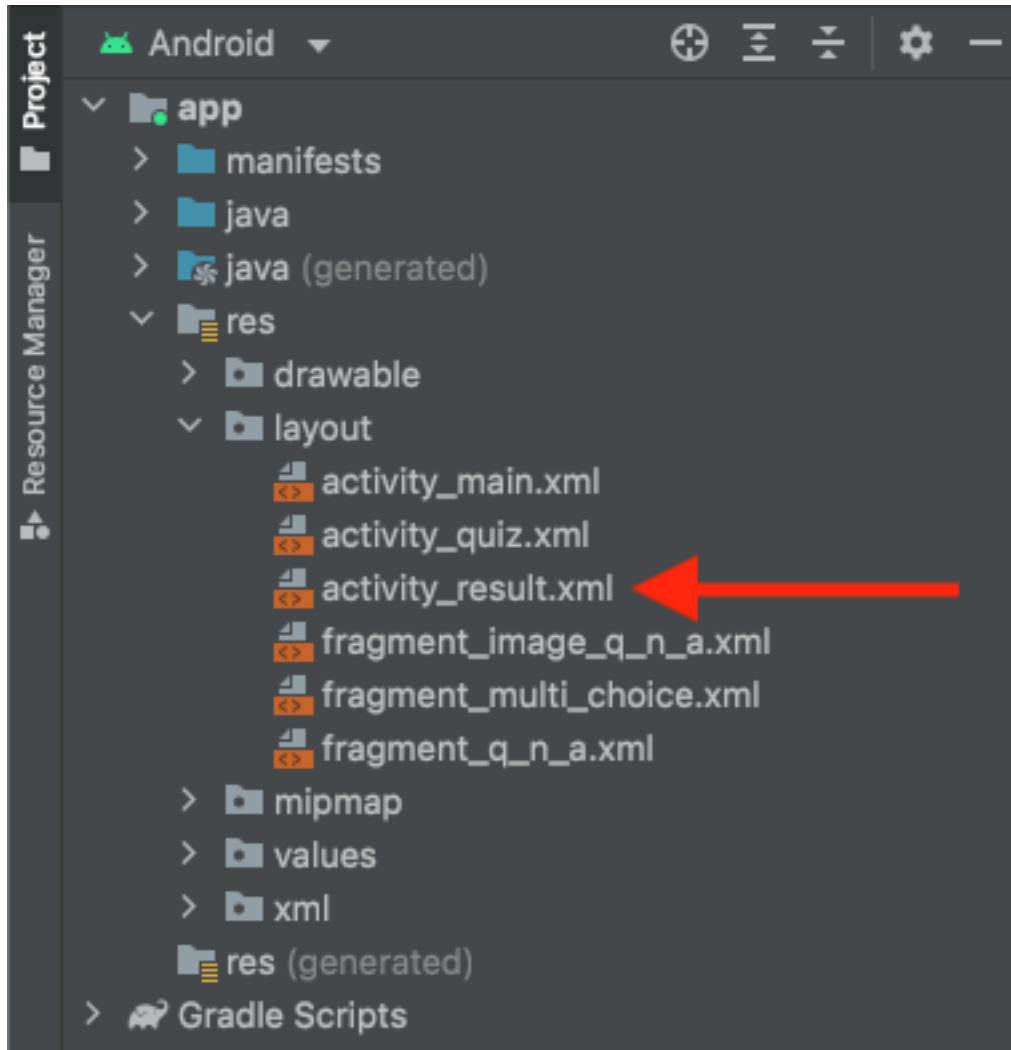 Project
Resource Manager
Android
app
manifests
java
java (generated)
res
drawable
layout
activity_main.xml
activity_quiz.xml
activity_result.xml
fragment_image_q_n_a.xml
fragment_multi_choice.xml
fragment_q_n_a.xml
mipmap
values
xml
res (generated)
Gradle Scripts